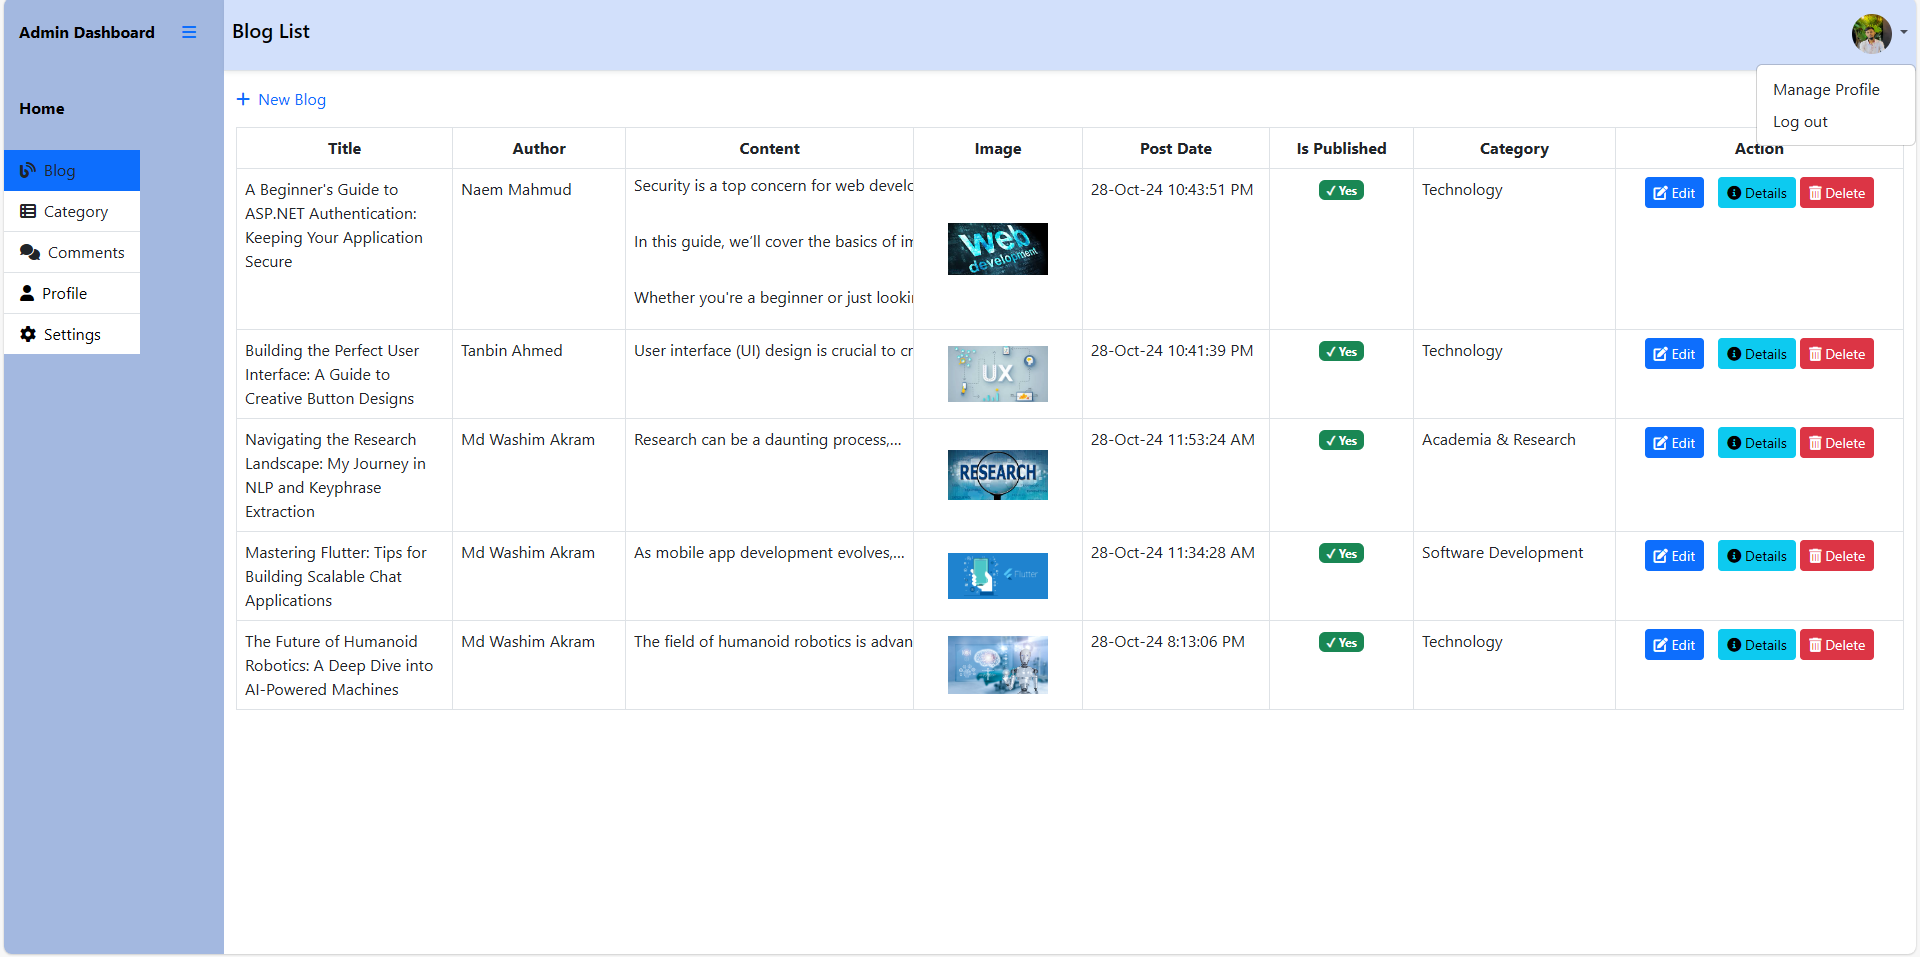 Admin Dashboard
Blog List
Manage Profile
Log out
Home
Blog
Category
Comments
Profile
Settings
New Blog
Title Author Content Image Post Date Is Published Category Action
A Beginner's Guide to
ASP.NET Authentication:
Keeping Your Application
Secure
Naem Mahmud
Security is a top concern for web develo
In this guide, we'll cover the basics of im
Whether you're a beginner or just looki
Web
development
28-Oct-24 10:43:51 PM
Yes
Technology
Edit Details Delete
Building the Perfect User
Interface: A Guide to
Creative Button Designs
Tanbin Ahmed
User interface (UI) design is crucial to cr
UX
28-Oct-24 10:41:39 PM
Yes
Technology
Edit Details Delete
Navigating the Research
Landscape: My Journey in
NLP and Keyphrase
Extraction
Md Washim Akram
Research can be a daunting process,...
RESEARCH
28-Oct-24 11:53:24 AM
Yes
Academia & Research
Edit Details Delete
Mastering Flutter: Tips for
Building Scalable Chat
Applications
Md Washim Akram
As mobile app development evolves,...
Flutter
28-Oct-24 11:34:28 AM
Yes
Software Development
Edit Details Delete
The Future of Humanoid
Robotics: A Deep Dive into
AI-Powered Machines
Md Washim Akram
The field of humanoid robotics is advan
28-Oct-24 8:13:06 PM
Yes
Technology
Edit Details Delete